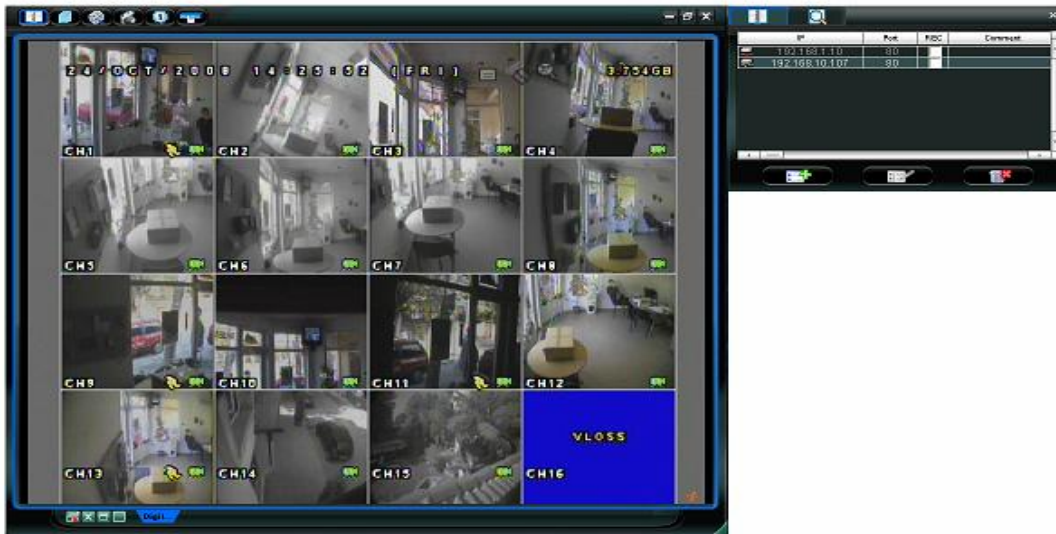 24/OCT/2008 14:25:52 [FRI] 3.754GB
CH1 CH2 CH3 CH4
CH5 CH6 CH7 CH8
CH9 CH10 CH11 CH12
VLOSS
CH13 CH14 CH15 CH16
IP Port REC Comment
192.168.1.10 80
192.168.10.107 80